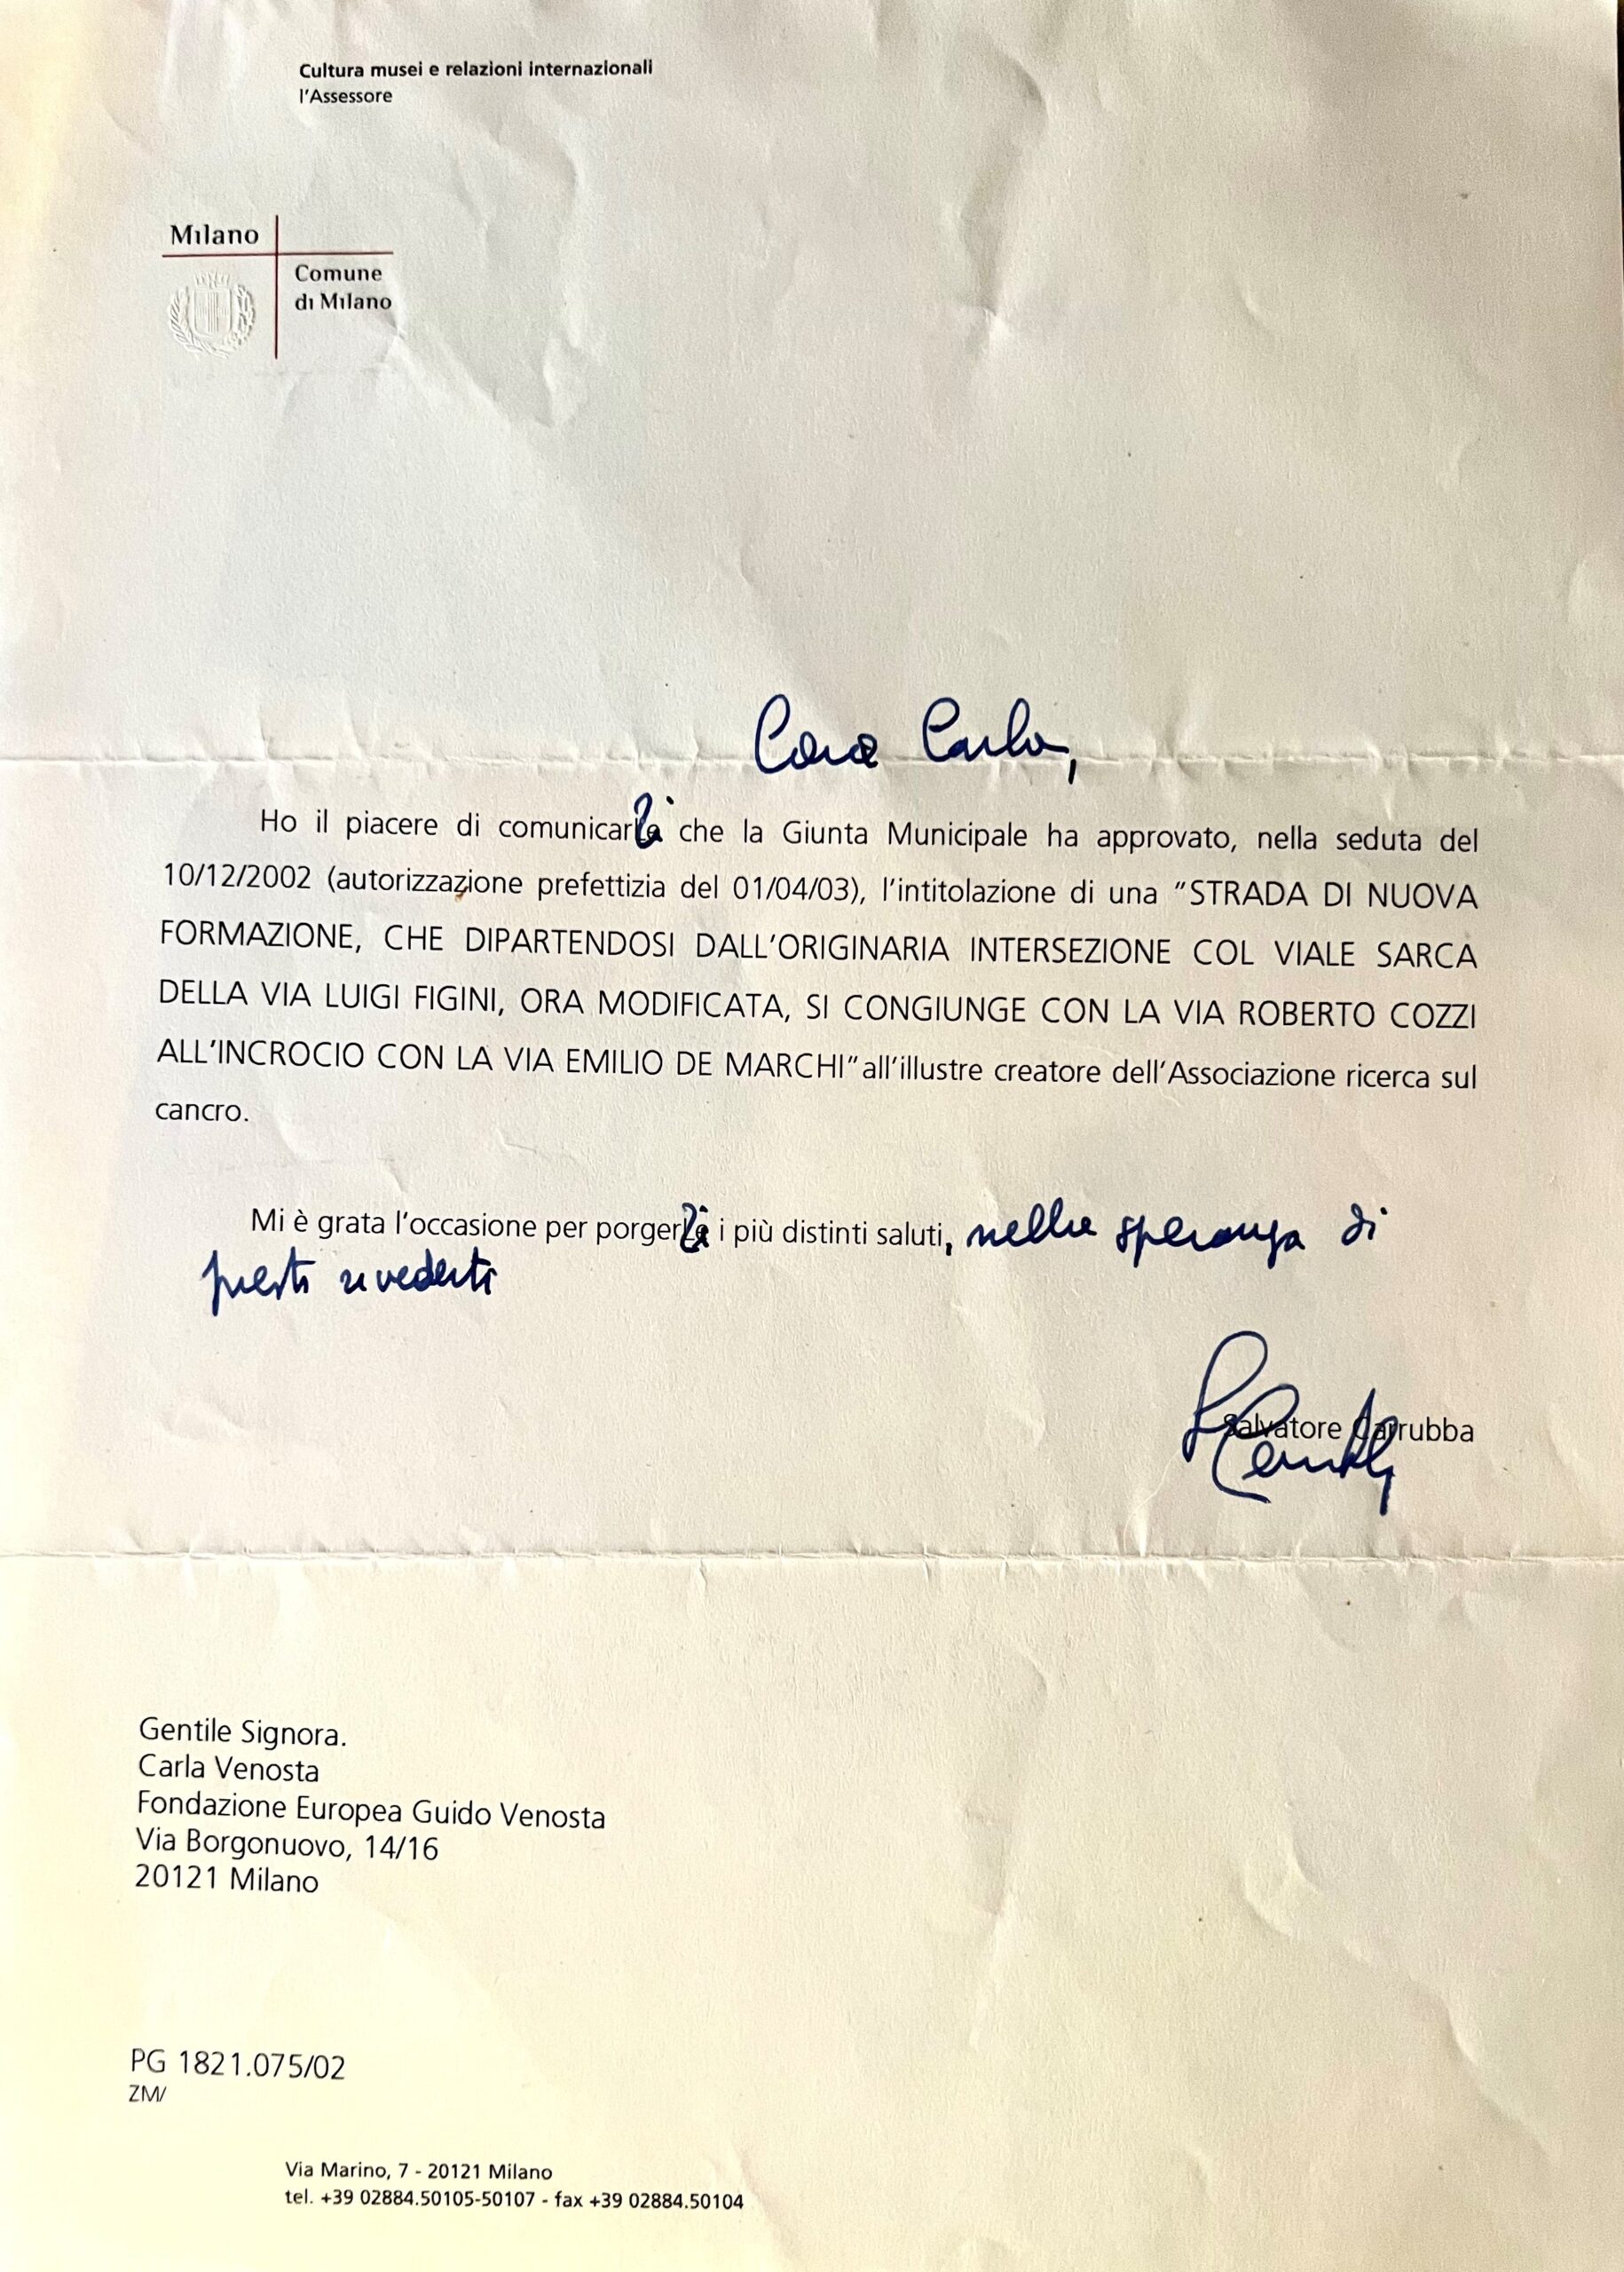 Cultura musei e relazioni internazionali
l'Assessore
Milano
Comune
di Milano
Cara Carla,
Ho il piacere di comunicarti che la Giunta Municipale ha approvato, nella seduta del
10/12/2002 (autorizzazione prefettizia del 01/04/03), l'intitolazione di una "STRADA DI NUOVA
FORMAZIONE, CHE DIPARTENDOSI DALL'ORIGINARIA INTERSEZIONE COL VIALE SARCA
DELLA VIA LUIGI FIGINI, ORA MODIFICATA, SI CONGIUNGE CON LA VIA ROBERTO COZZI
ALL'INCROCIO CON LA VIA EMILIO DE MARCHI"all'illustre creatore dell'Associazione ricerca sul
cancro.
Mi è grata l'occasione per porgerti i più distinti saluti, nella speranza di
presto rivederti
Salvatore Carrubba
Gentile Signora.
Carla Venosta
Fondazione Europea Guido Venosta
Via Borgonuovo, 14/16
20121 Milano
PG 1821.075/02
ZM/
Via Marino, 7 - 20121 Milano
tel. +39 02884.50105-50107 - fax +39 02884.50104